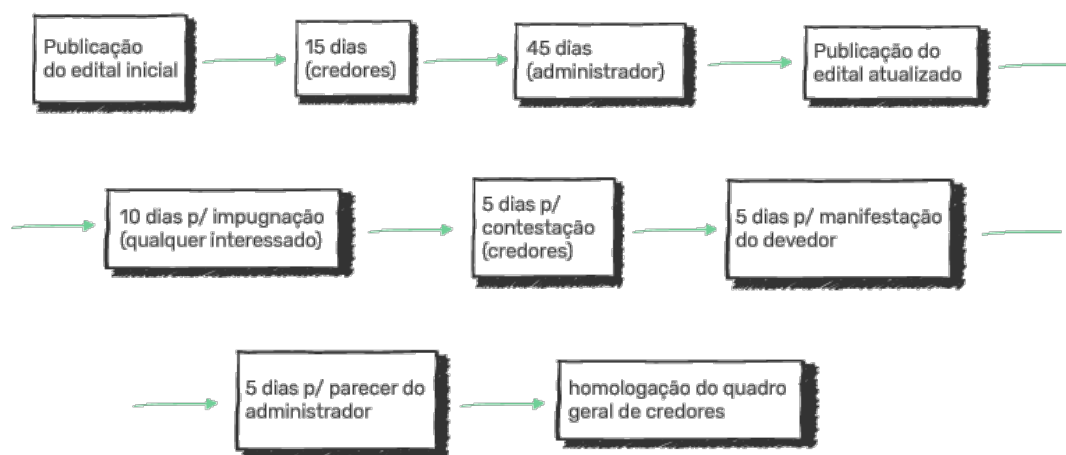 Publicação
do edital inicial
15 dias
(credores)
45 dias
(administrador)
Publicação do
edital atualizado
10 dias p/ impugnação
(qualquer interessado)
5 dias p/
contestação
(credores)
5 dias p/ manifestação
do devedor
5 dias p/ parecer do
administrador
homologação do quadro
geral de credores